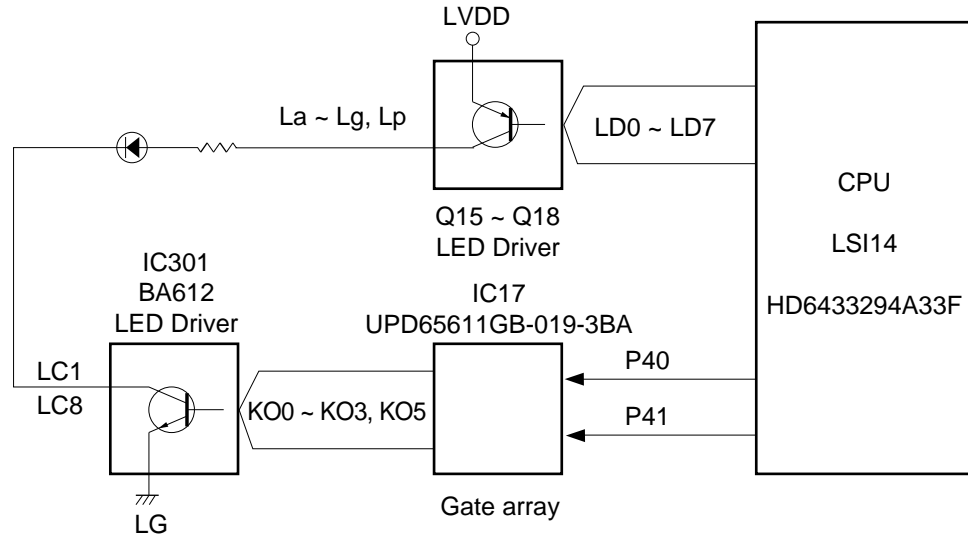 LVDD
La ~ Lg, Lp
LD0 ~ LD7
CPU
LSI14
HD6433294A33F
Q15 ~ Q18
LED Driver
IC301
BA612
LED Driver
IC17
UPD65611GB-019-3BA
P40
P41
LC1
LC8
KO0 ~ KO3, KO5
Gate array
LG